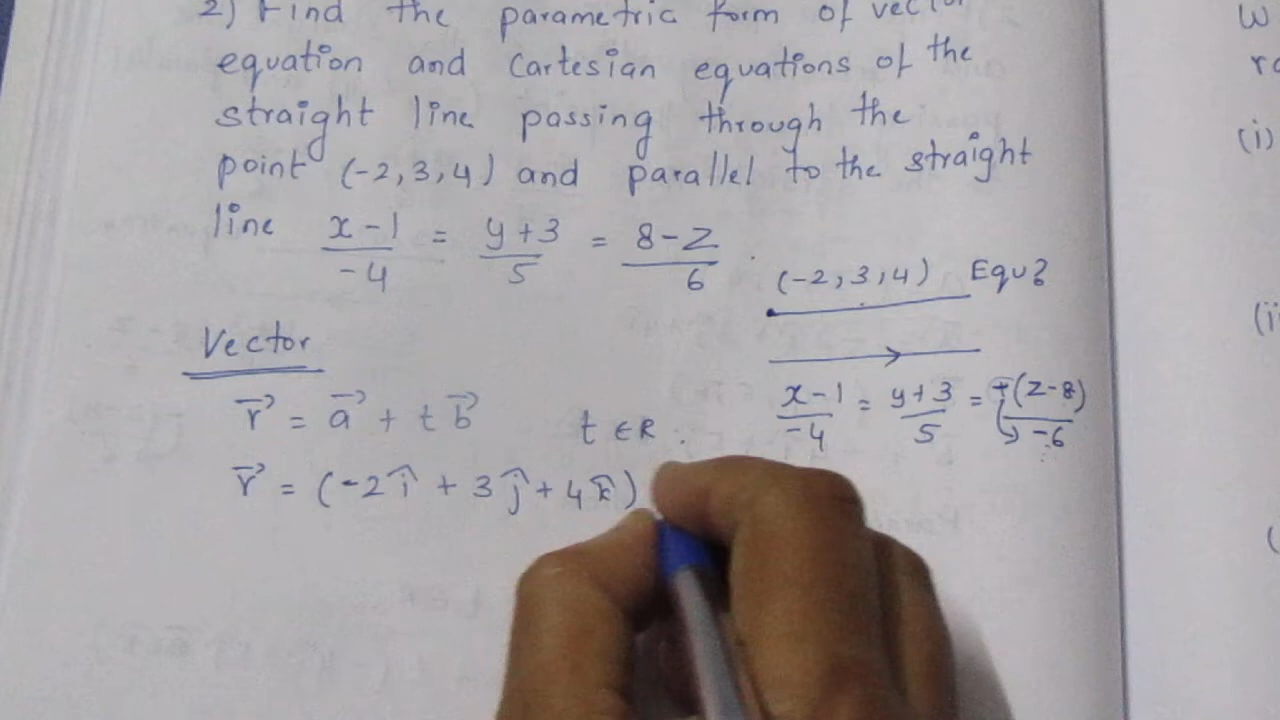 2) Find the parametric form of vector
equation and Cartesian equations of the
straight line passing through the
point (-2,3,4) and parallel to the straight
line x-1/-4 = y+3/5 = 8-z/6 .
(-2,3,4) Equ?
Vector
x-1/-4 = y+3/5 = -(z-8)/-6
r⃗ = a⃗ + t b⃗ t ∈ R .
r⃗ = (-2î + 3ĵ + 4k̂)
W
(i)